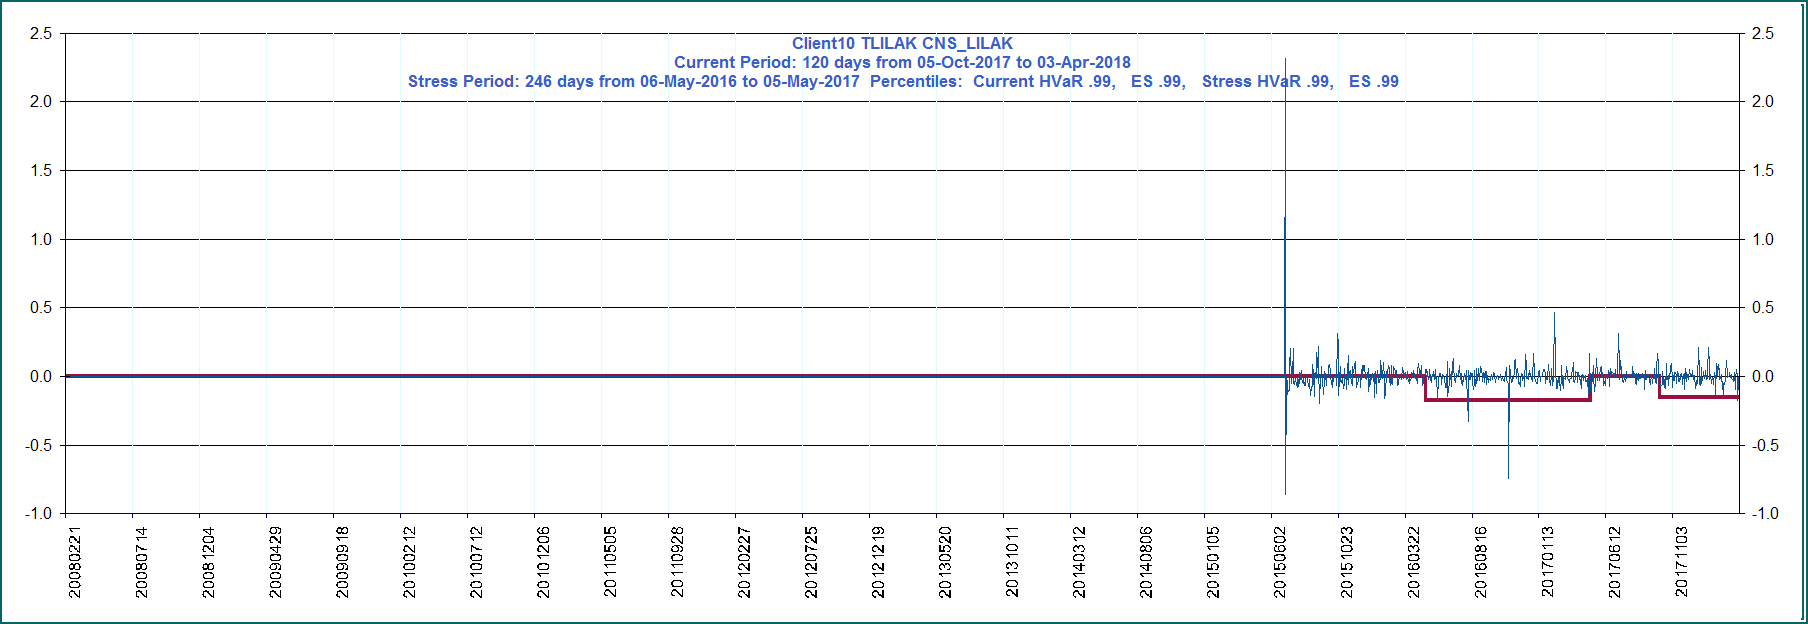 Client10 TLILAK CNS_LILAK
Current Period: 120 days from 05-Oct-2017 to 03-Apr-2018
Stress Period: 246 days from 06-May-2016 to 05-May-2017 Percentiles: Current HVaR .99, ES .99, Stress HVaR .99, ES .99
2.5 2.5
2.0 2.0
1.5 1.5
1.0 1.0
0.5 0.5
0.0 0.0
-0.5 -0.5
-1.0 -1.0
20080221 20080714 20081204 20090429 20090918 20100212 20100712 20101206 20110505 20110928 20120227 20120725 20121219 20130520 20131011 20140312 20140806 20150105 20150602 20151023 20160322 20160816 20170113 20170612 20171103